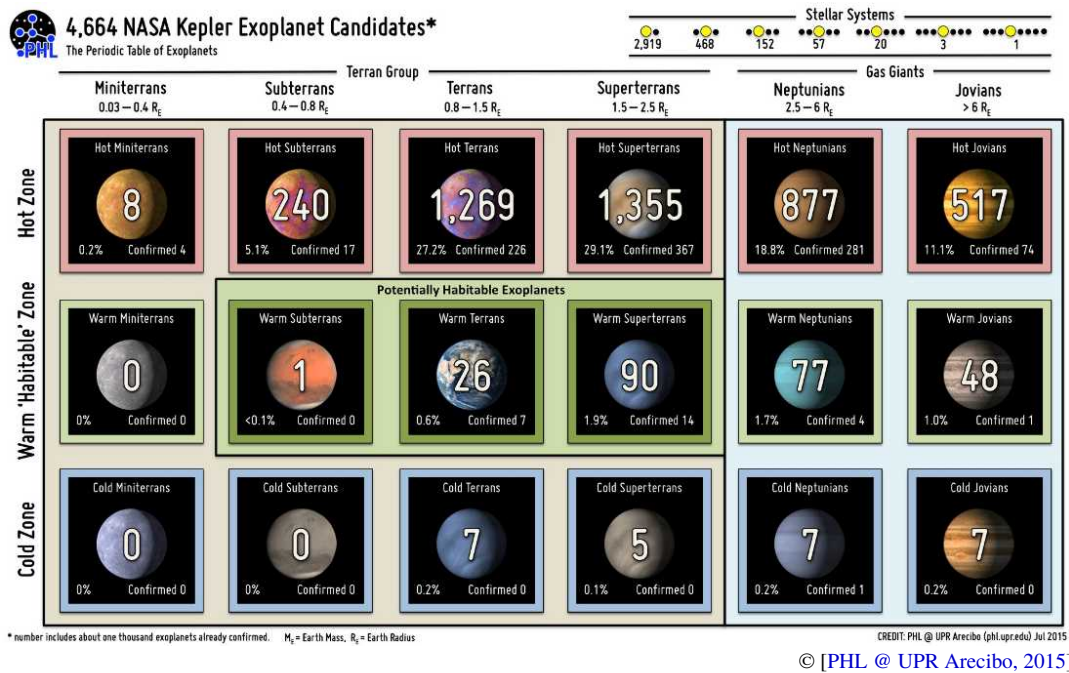 PHL
4,664 NASA Kepler Exoplanet Candidates*
The Periodic Table of Exoplanets
Stellar Systems
2,919 468 152 57 20 3 1
Terran Group
Gas Giants
Miniterrans
0.03 – 0.4 RE
Subterrans
0.4 – 0.8 RE
Terrans
0.8 – 1.5 RE
Superterrans
1.5 – 2.5 RE
Neptunians
2.5 – 6 RE
Jovians
> 6 RE
Hot Zone
Hot Miniterrans
8
0.2% Confirmed 4
Hot Subterrans
240
5.1% Confirmed 17
Hot Terrans
1,269
27.2% Confirmed 226
Hot Superterrans
1,355
29.1% Confirmed 367
Hot Neptunians
877
18.8% Confirmed 281
Hot Jovians
517
11.1% Confirmed 74
Warm 'Habitable' Zone
Potentially Habitable Exoplanets
Warm Miniterrans
0
0% Confirmed 0
Warm Subterrans
1
<0.1% Confirmed 0
Warm Terrans
26
0.6% Confirmed 7
Warm Superterrans
90
1.9% Confirmed 14
Warm Neptunians
77
1.7% Confirmed 4
Warm Jovians
48
1.0% Confirmed 1
Cold Zone
Cold Miniterrans
0
0% Confirmed 0
Cold Subterrans
0
0% Confirmed 0
Cold Terrans
7
0.2% Confirmed 0
Cold Superterrans
5
0.1% Confirmed 0
Cold Neptunians
7
0.2% Confirmed 1
Cold Jovians
7
0.2% Confirmed 0
* number includes about one thousand exoplanets already confirmed. ME = Earth Mass, RE = Earth Radius
CREDIT: PHL @ UPR Arecibo (phl.upr.edu) Jul 2015
© [PHL @ UPR Arecibo, 2015]